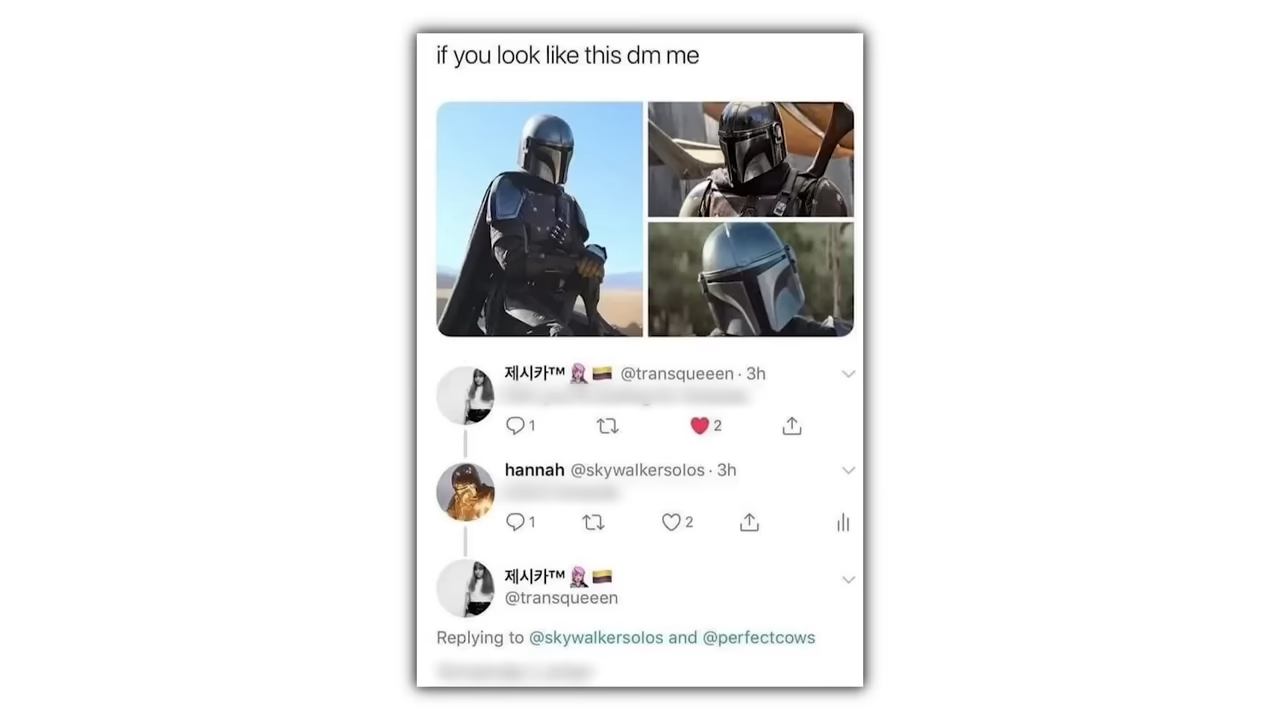 if you look like this dm me
제시카™ @transqueeen · 3h
1 2
hannah @skywalkersolos · 3h
1 2
제시카™
@transqueeen
Replying to @skywalkersolos and @perfectcows